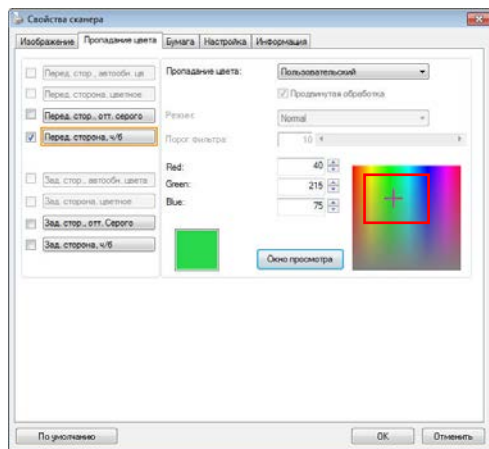 Свойства сканера
Изображение Пропадание цвета Бумага Настройка Информация
Перед. стор., автообн. цв
Перед. сторона, цветное
Перед. стор., отт. серого
Перед. сторона, ч/б
Зад. стор., автообн. цвета
Зад. сторона, цветное
Зад. стор., отт. Серого
Зад. сторона, ч/б
Пропадание цвета: Пользовательский
Продвинутая обработка
Резюме: Normal
Порог фильтра: 10
Red: 40
Green: 215
Blue: 75
Окно просмотра
По умолчанию OK Отменить